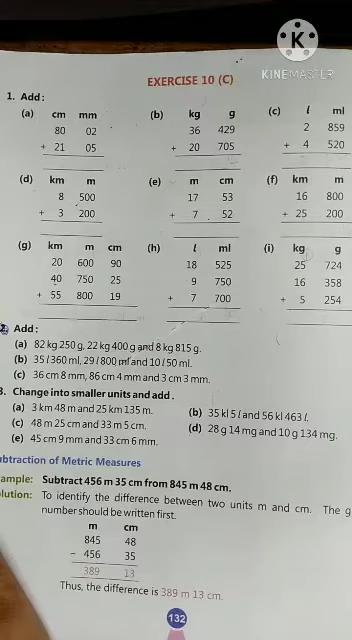 K
KINEMASTER
EXERCISE 10 (C)
1. Add :
(a) cm mm
80 02
+ 21 05
(b) kg g
36 429
+ 20 705
(c) l ml
2 859
+ 4 520
(d) km m
8 500
+ 3 200
(e) m cm
17 53
+ 7 52
(f) km m
16 800
+ 25 200
(g) km m cm
20 600 90
40 750 25
+ 55 800 19
(h) l ml
18 525
9 750
+ 7 700
(i) kg g
25 724
16 358
+ 5 254
2. Add :
(a) 82 kg 250 g, 22 kg 400 g and 8 kg 815 g.
(b) 35 l 360 ml, 29 l 800 ml and 10 l 50 ml.
(c) 36 cm 8 mm, 86 cm 4 mm and 3 cm 3 mm.
3. Change into smaller units and add .
(a) 3 km 48 m and 25 km 135 m.
(b) 35 kl 5 l and 56 kl 463 l.
(c) 48 m 25 cm and 33 m 5 cm.
(d) 28 g 14 mg and 10 g 134 mg.
(e) 45 cm 9 mm and 33 cm 6 mm.
ubtraction of Metric Measures
ample: Subtract 456 m 35 cm from 845 m 48 cm.
lution: To identify the difference between two units m and cm. The g
number should be written first.
m cm
845 48
– 456 35
389 13
Thus, the difference is 389 m 13 cm.
132